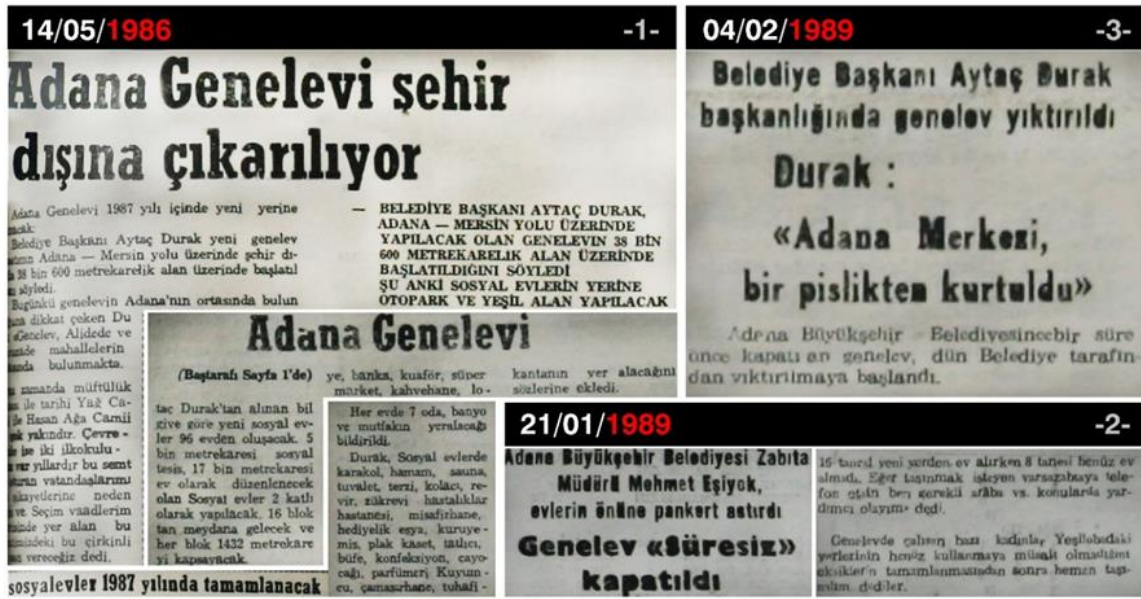 14/05/1986
-1-
Adana Genelevi şehir
dışına çıkarılıyor
Adana Genelevi 1987 yılı içinde yeni yerine
Belediye Başkanı Aytaç Durak yeni genelev
Adana — Mersin yolu üzerinde şehir dı-
38 bin 600 metrekarelik alan üzerinde başlatıl
söyledi.
Bugünkü genelevin Adana'nın ortasında bulun
dikkat çeken Du
Genelev, Alidede ve
mahallelerin
bulunmakta.
zamanda müftülük
ile tarihi Yağ Ca-
ile Hasan Ağa Camii
yakındır. Çevre -
ise iki ilkokulu -
var yıllardır bu semt
vatandaşlarımı
şikayetlerine neden
ve Seçim vaadlerim
yer alan bu
çirkinli
vereceğiz dedi.
— BELEDİYE BAŞKANI AYTAÇ DURAK,
ADANA — MERSİN YOLU ÜZERİNDE
YAPILACAK OLAN GENELEVIN 38 BİN
600 METREKARELIK ALAN ÜZERİNDE
BAŞLATILDIĞINI SÖYLEDİ
ŞU ANKİ SOSYAL EVLERİN YERİNE
OTOPARK VE YEŞİL ALAN YAPILACAK
Adana Genelevi
(Baştarafı Sayfa 1'de)
taç Durak'tan alınan bil
giye göre yeni sosyal ev-
ler 96 evden oluşacak. 5
bin metrekaresi sosyal
tesis, 17 bin metrekaresi
ev olarak düzenlenecek
olan Sosyal evler 2 katlı
olarak yapılacak. 16 blok
tan meydana gelecek ve
her blok 1432 metrekare
yi kapsayacak.
Her evde 7 oda, banyo
ve mutfakın yeralacağı
bildirildi.
Durak, Sosyal evlerde
karakol, hamam, sauna,
tuvalet, terzi, kolacı, re-
vir, zükrevi hastalıklar
hastanesi, misafirhane,
hediyelik eşya, kuruye-
miş, plak kaset, tatlıcı,
büfe, konfeksiyon, çayo-
cağı, parfümeri Kuyum -
cu, çamaşırhane, tuhafi -
ye, banka, kuaför, süper
market, kahvehane, lo-
kantanın yer alacağını
sözlerine ekledi.
sosyalevler 1987 yılında tamamlanacak
04/02/1989
-3-
Belediye Başkanı Aytaç Durak
başkanlığında genelev yıktırıldı
Durak :
«Adana Merkezi,
bir pislikten kurtuldu»
Adana Büyükşehir Belediyesincebir süre
önce kapatılan genelev, dün Belediye tarafın
dan yıktırılmaya başlandı.
21/01/1989
-2-
Adana Büyükşehir Belediyesi Zabıta
Müdürü Mehmet Eşiyok,
evlerin önüne pankert astırdı
Genelev «Süresiz»
kapatıldı
16 tanesi yeni yerden ev alırken 8 tanesi henüz ev
almadı. Eğer taşınmak isteyen varsabaya tele-
fon etsin ben gerekli araba vs. konularda yar-
dımcı olayım» dedi.
Genelevde çalışan bazı kadınlar Yeşilobadaki
yerlerinin henüz kullanmaya müsait olmadığını
eksiklerin tamamlanmasından sonra hemen taşı-
dediler.